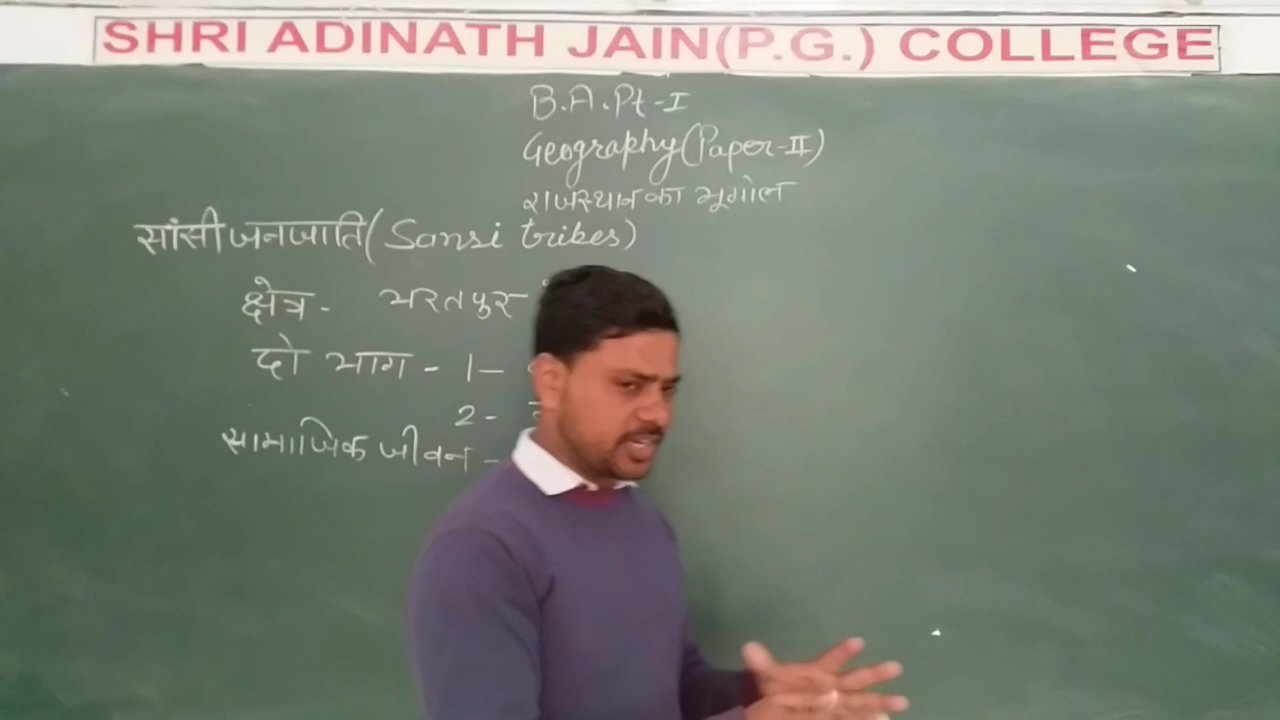 SHRI ADINATH JAIN(P.G.) COLLEGE
B.A.Pt-I
Geography(Paper-II)
राजस्थान का भूगोल
सांसी जनजाति(Sansi tribes)
क्षेत्र- भरतपुर
दो भाग - 1-
2-
सामाजिक जीवन -